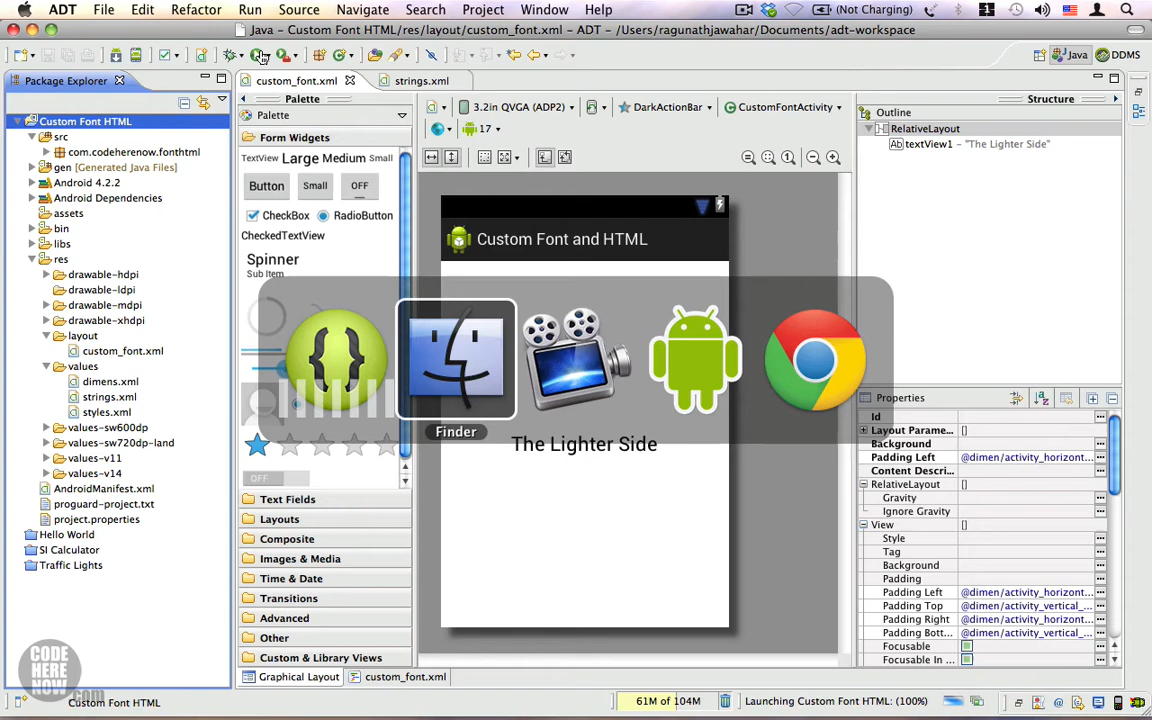 ADT File Edit Refactor Run Source Navigate Search Project Window Help (Not Charging) 1
Java – Custom Font HTML/res/layout/custom_font.xml – ADT – /Users/ragunathjawahar/Documents/adt-workspace
Java DDMS
Package Explorer
custom_font.xml strings.xml
Palette Structure
Palette
3.2in QVGA (ADP2) DarkActionBar CustomFontActivity
17
Outline
RelativeLayout
Ab textView1 – "The Lighter Side"
Custom Font HTML
src
com.codeherenow.fonthtml
gen [Generated Java Files]
Android 4.2.2
Android Dependencies
assets
bin
libs
res
drawable-hdpi
drawable-ldpi
drawable-mdpi
drawable-xhdpi
layout
custom_font.xml
values
dimens.xml
strings.xml
styles.xml
values-sw600dp
values-sw720dp-land
values-v11
values-v14
AndroidManifest.xml
proguard-project.txt
project.properties
Hello World
SI Calculator
Traffic Lights
Form Widgets
TextView Large Medium Small
Button Small OFF
CheckBox RadioButton
CheckedTextView
Spinner
Sub Item
OFF
Text Fields
Layouts
Composite
Images & Media
Time & Date
Transitions
Advanced
Other
Custom & Library Views
Custom Font and HTML
Finder
The Lighter Side
Properties
Id
Layout Parame... []
Background
Padding Left @dimen/activity_horizont...
Content Descri...
RelativeLayout []
Gravity
Ignore Gravity
View []
Style
Tag
Background
Padding
Padding Left @dimen/activity_horizont...
Padding Top @dimen/activity_vertical_...
Padding Right @dimen/activity_horizont...
Padding Bott... @dimen/activity_vertical_...
Focusable
Focusable In ...
Graphical Layout custom_font.xml
CODE
HERE
NOW
.com
Custom Font HTML
61M of 104M
Launching Custom Font HTML: (100%)